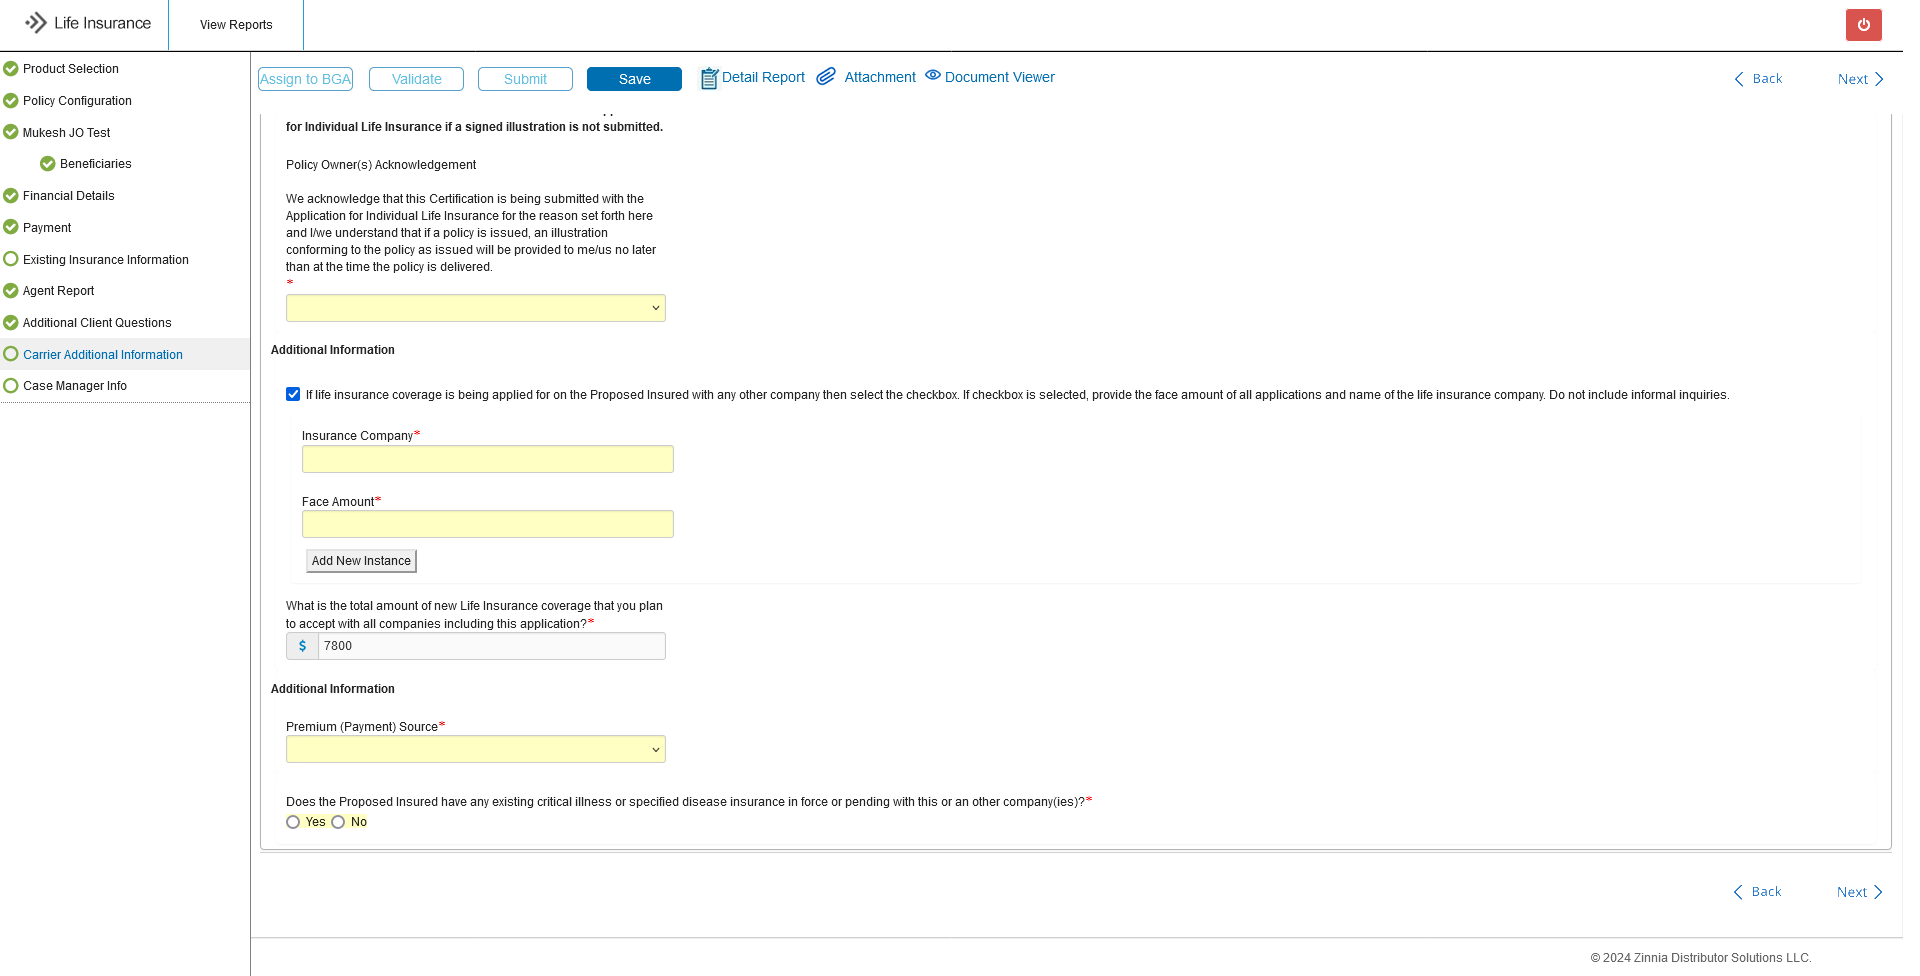 Life Insurance
View Reports
Product Selection
Policy Configuration
Mukesh JO Test
Beneficiaries
Financial Details
Payment
Existing Insurance Information
Agent Report
Additional Client Questions
Carrier Additional Information
Case Manager Info
Assign to BGA
Validate
Submit
Save
Detail Report
Attachment
Document Viewer
Back
Next
for Individual Life Insurance if a signed illustration is not submitted.
Policy Owner(s) Acknowledgement
We acknowledge that this Certification is being submitted with the
Application for Individual Life Insurance for the reason set forth here
and I/we understand that if a policy is issued, an illustration
conforming to the policy as issued will be provided to me/us no later
than at the time the policy is delivered.
*
Additional Information
If life insurance coverage is being applied for on the Proposed Insured with any other company then select the checkbox. If checkbox is selected, provide the face amount of all applications and name of the life insurance company. Do not include informal inquiries.
Insurance Company*
Face Amount*
Add New Instance
What is the total amount of new Life Insurance coverage that you plan
to accept with all companies including this application?*
$ 7800
Additional Information
Premium (Payment) Source*
Does the Proposed Insured have any existing critical illness or specified disease insurance in force or pending with this or an other company(ies)?*
Yes No
Back
Next
© 2024 Zinnia Distributor Solutions LLC.